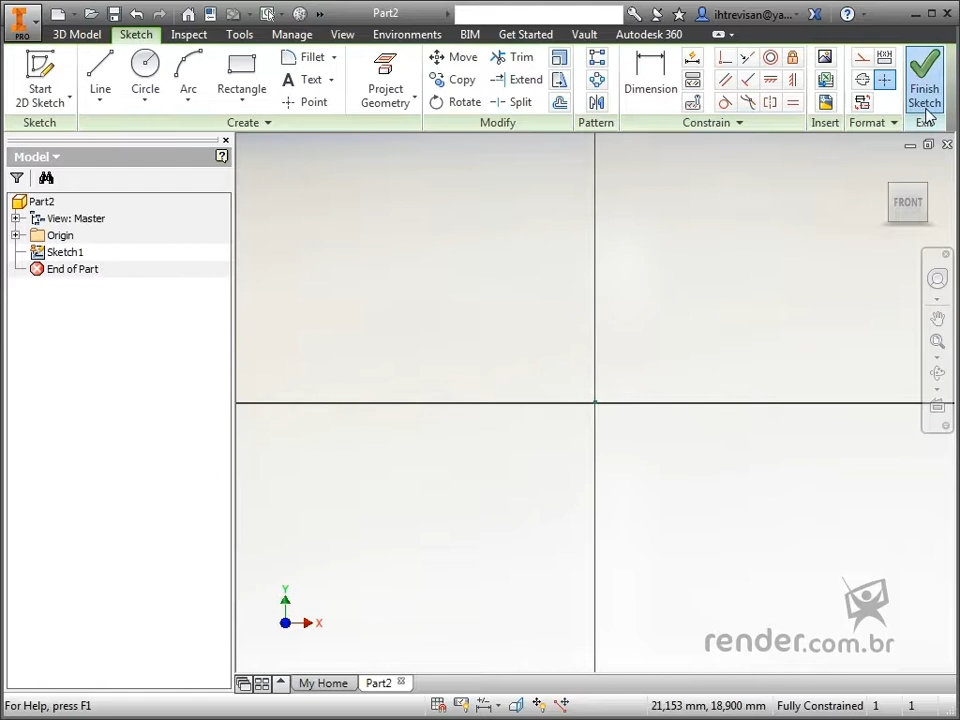 PRO
Part2
ihtrevisan@ya...
3D Model Sketch Inspect Tools Manage View Environments BIM Get Started Vault Autodesk 360
Start
2D Sketch
Line
Circle
Arc
Rectangle
Fillet
Text
Point
Project
Geometry
Move
Copy
Rotate
Trim
Extend
Split
Dimension
Finish
Sketch
Sketch
Create
Modify
Pattern
Constrain
Insert
Format
Model
Part2
View: Master
Origin
Sketch1
End of Part
FRONT
Y
X
render.com.br
My Home
Part2
For Help, press F1
21,153 mm, 18,900 mm
Fully Constrained
1
1